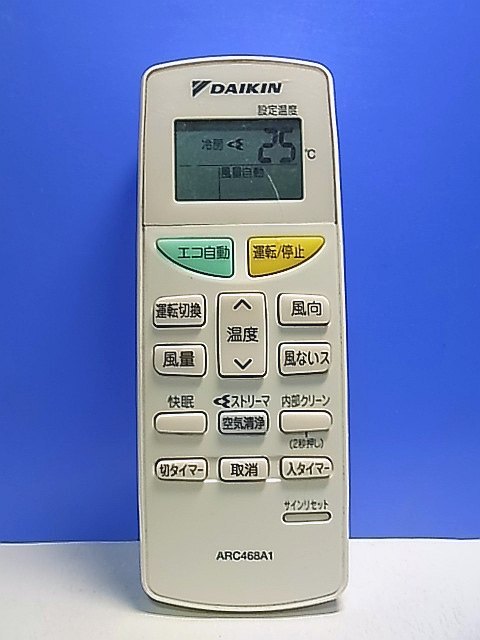 DAIKIN
設定温度
冷房 25 ℃
風量自動
エコ自動 運転/停止
運転切換 温度 風向
風量 風ないス
快眠 ストリーマ 内部クリーン
空気清浄
(2秒押し)
切タイマー 取消 入タイマー
サインリセット
ARC468A1